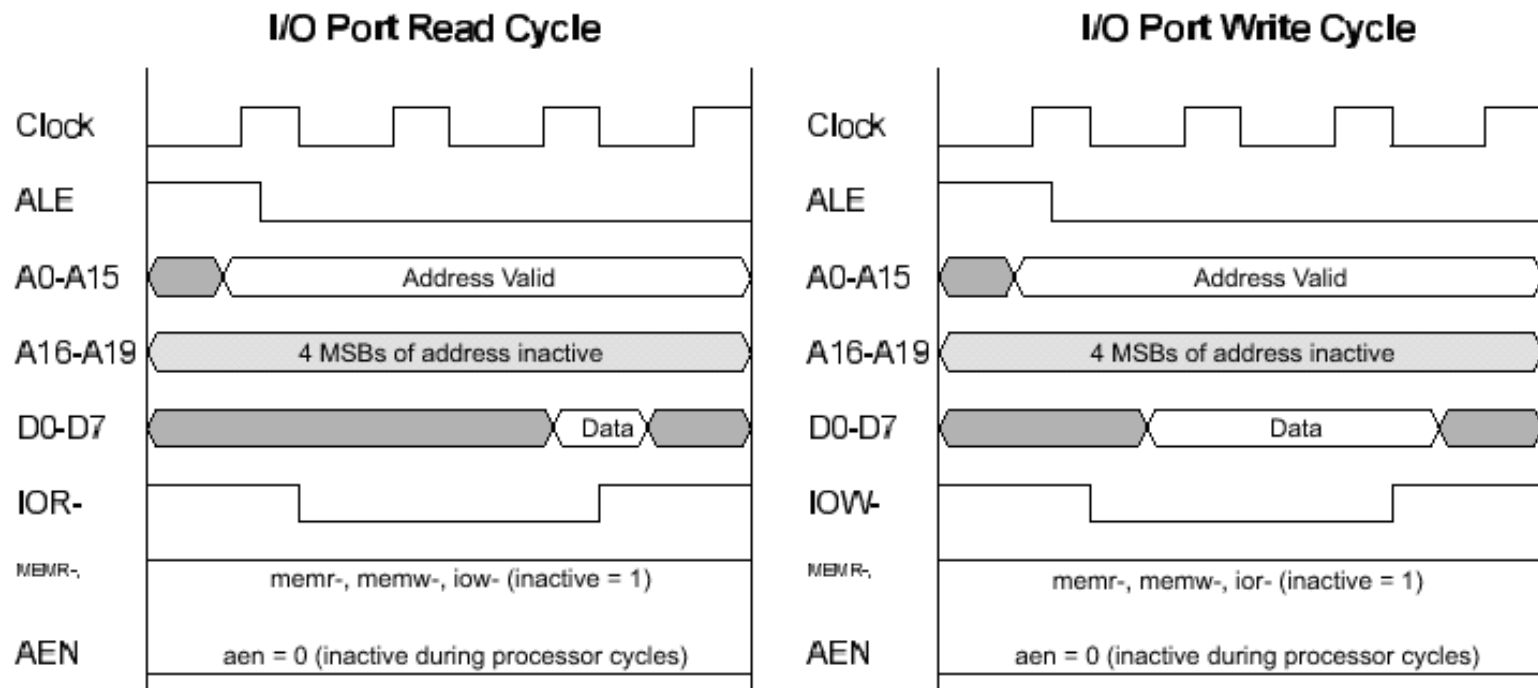 I/O Port Read Cycle
I/O Port Write Cycle
Clock
ALE
A0-A15
Address Valid
A16-A19
4 MSBs of address inactive
D0-D7
Data
IOR-
MEMR-,
memr-, memw-, iow- (inactive = 1)
AEN
aen = 0 (inactive during processor cycles)
Clock
ALE
A0-A15
Address Valid
A16-A19
4 MSBs of address inactive
D0-D7
Data
IOW-
MEMR-,
memr-, memw-, ior- (inactive = 1)
AEN
aen = 0 (inactive during processor cycles)